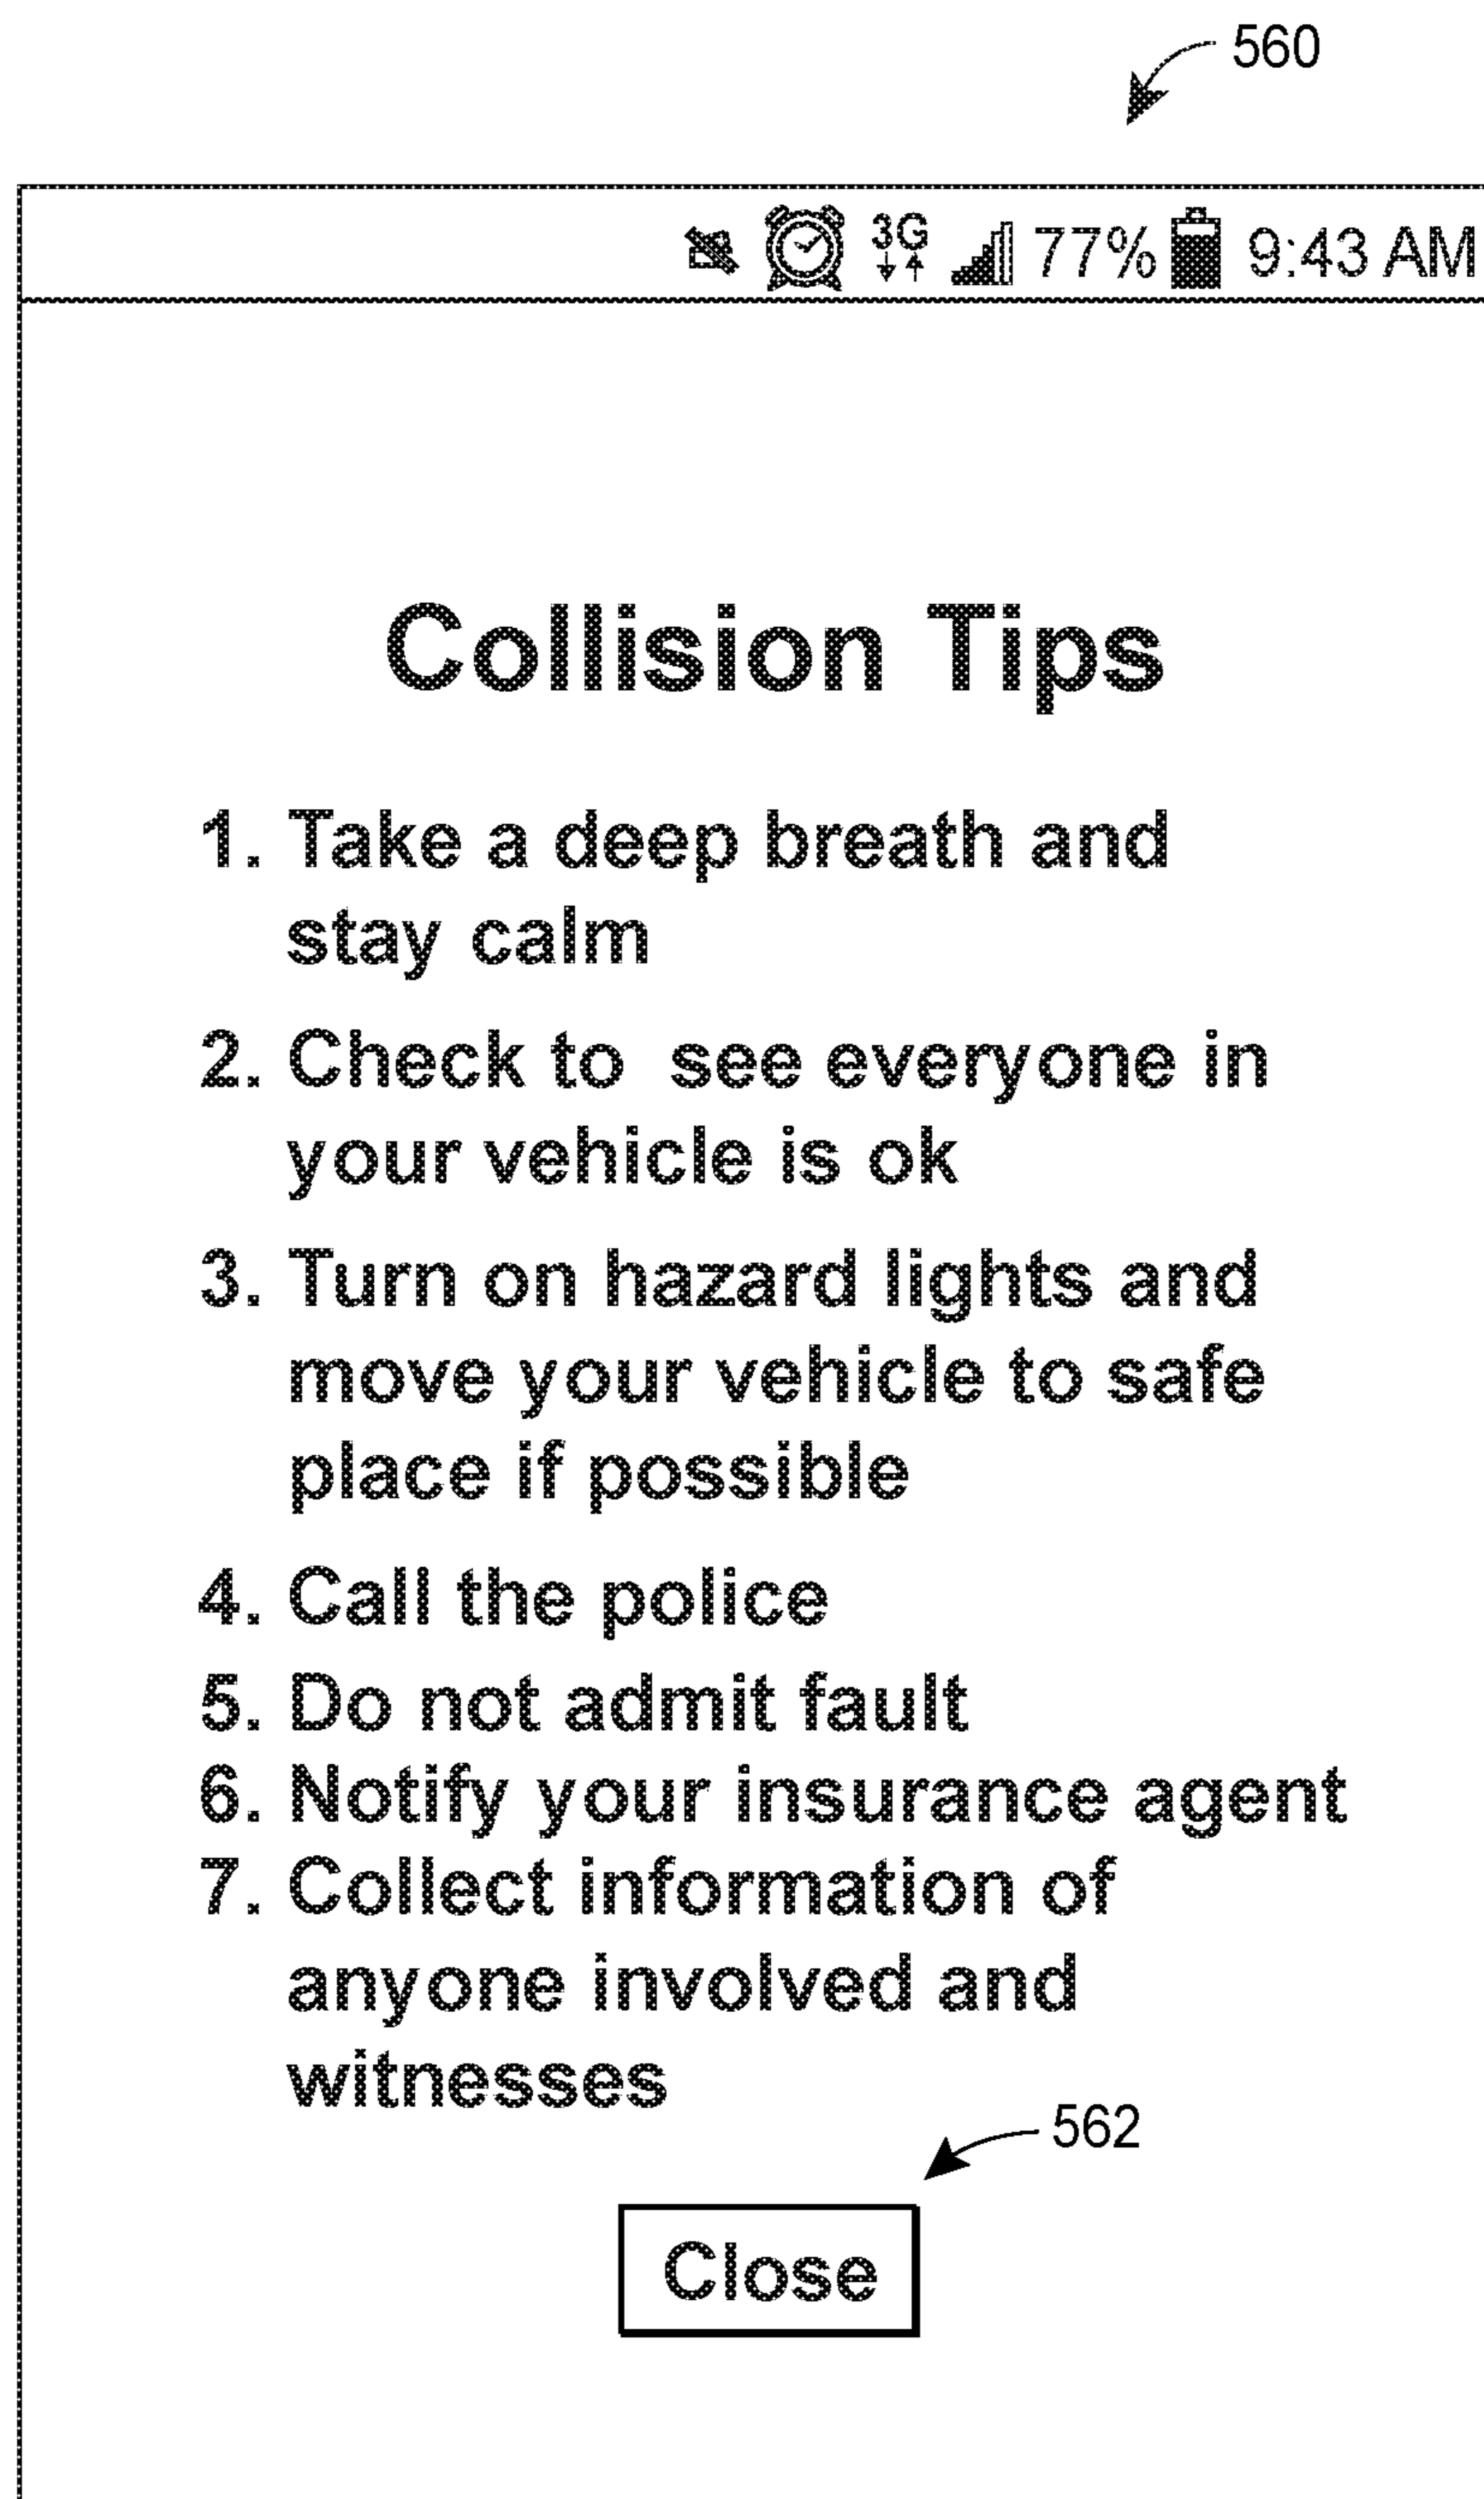 560
3G 77% 9:43 AM
Collision Tips
1. Take a deep breath and
stay calm
2. Check to see everyone in
your vehicle is ok
3. Turn on hazard lights and
move your vehicle to safe
place if possible
4. Call the police
5. Do not admit fault
6. Notify your insurance agent
7. Collect information of
anyone involved and
witnesses
562
Close